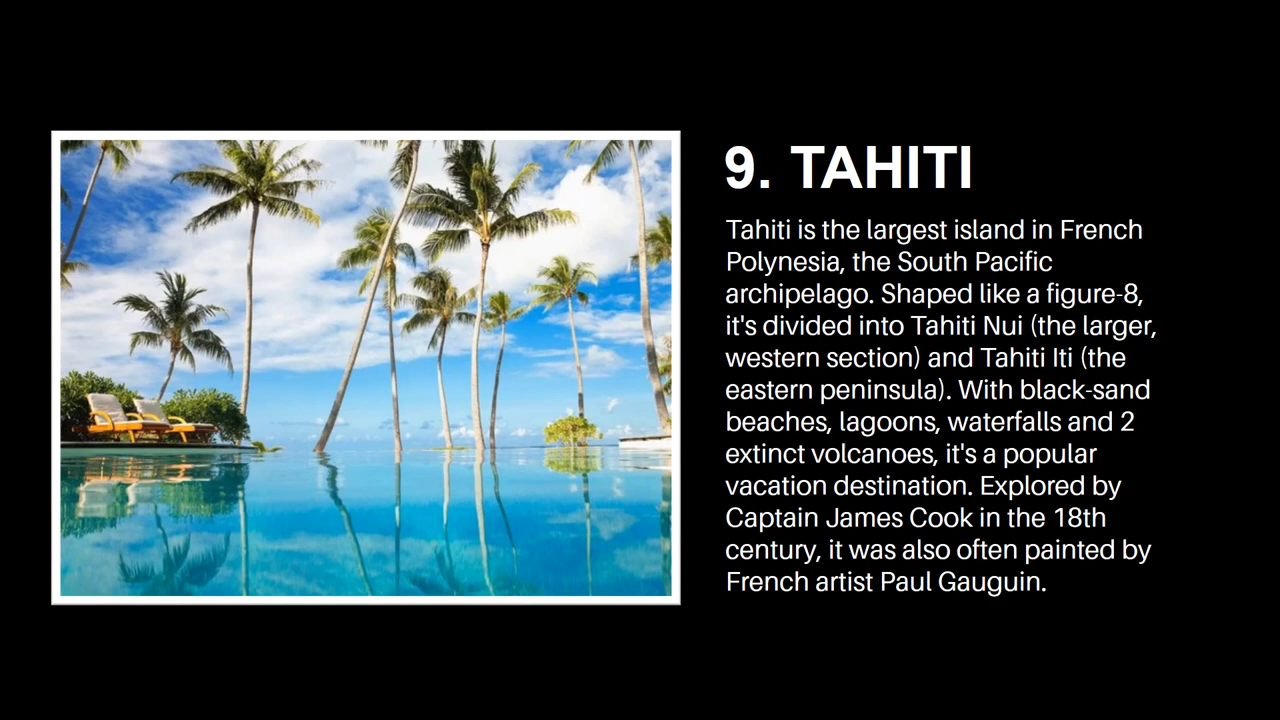 9. TAHITI
Tahiti is the largest island in French
Polynesia, the South Pacific
archipelago. Shaped like a figure-8,
it's divided into Tahiti Nui (the larger,
western section) and Tahiti Iti (the
eastern peninsula). With black-sand
beaches, lagoons, waterfalls and 2
extinct volcanoes, it's a popular
vacation destination. Explored by
Captain James Cook in the 18th
century, it was also often painted by
French artist Paul Gauguin.